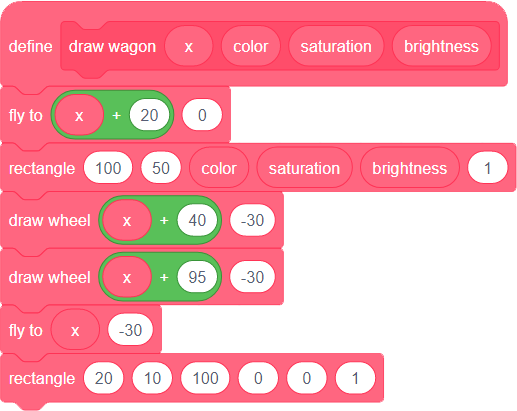 define draw wagon x color saturation brightness
fly to x + 20 0
rectangle 100 50 color saturation brightness 1
draw wheel x + 40 -30
draw wheel x + 95 -30
fly to x -30
rectangle 20 10 100 0 0 1